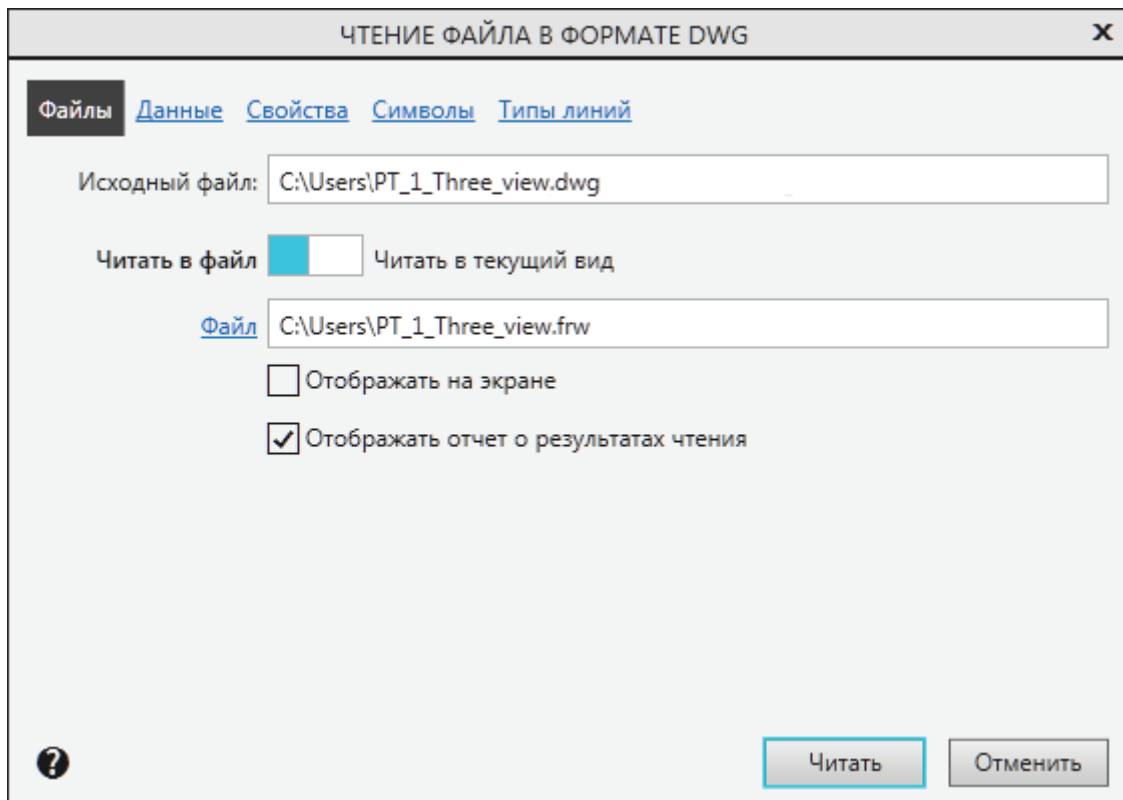 ЧТЕНИЕ ФАЙЛА В ФОРМАТЕ DWG
Файлы Данные Свойства Символы Типы линий
Исходный файл: C:\Users\PT_1_Three_view.dwg
Читать в файл Читать в текущий вид
Файл C:\Users\PT_1_Three_view.frw
Отображать на экране
Отображать отчет о результатах чтения
Читать Отменить